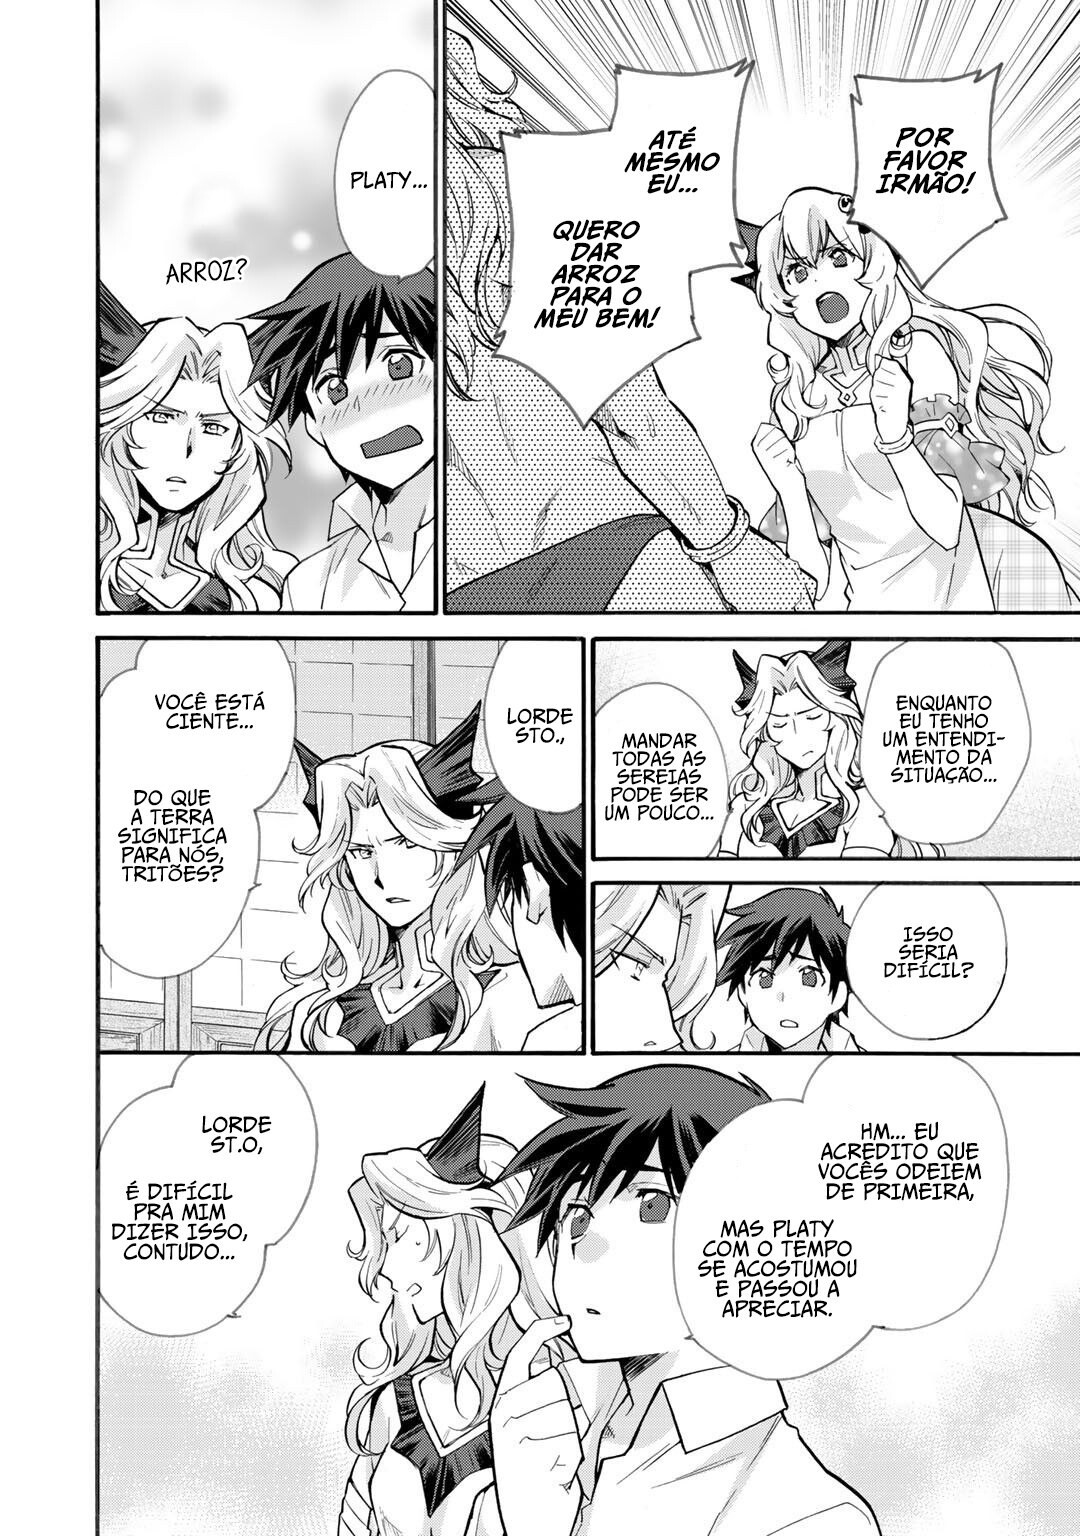 POR
FAVOR
IRMÃO!
ATÉ
MESMO
EU...
QUERO
DAR
ARROZ
PARA O
MEU BEM!
PLATY...
ARROZ?
ENQUANTO
EU TENHO
UM ENTENDI-
MENTO DA
SITUAÇÃO...
MANDAR
TODAS AS
SEREIAS
PODE SER
UM POUCO...
ISSO
SERIA
DIFÍCIL?
LORDE
STO.,
VOCÊ ESTÁ
CIENTE...
DO QUE
A TERRA
SIGNIFICA
PARA NÓS,
TRITÕES?
HM... EU
ACREDITO QUE
VOCÊS ODEIEM
DE PRIMEIRA,
MAS PLATY
COM O TEMPO
SE ACOSTUMOU
E PASSOU A
APRECIAR.
LORDE
ST.O,
É DIFÍCIL
PRA MIM
DIZER ISSO,
CONTUDO...